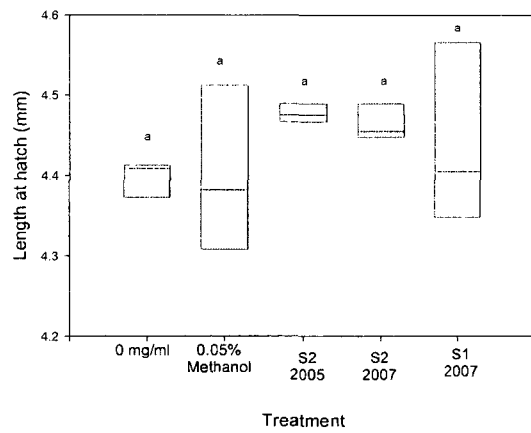 4.6
a
a
a
a
a
4.5
4.4
4.3
4.2
Length at hatch (mm)
0 mg/ml
0.05%
Methanol
S2
2005
S2
2007
S1
2007
Treatment